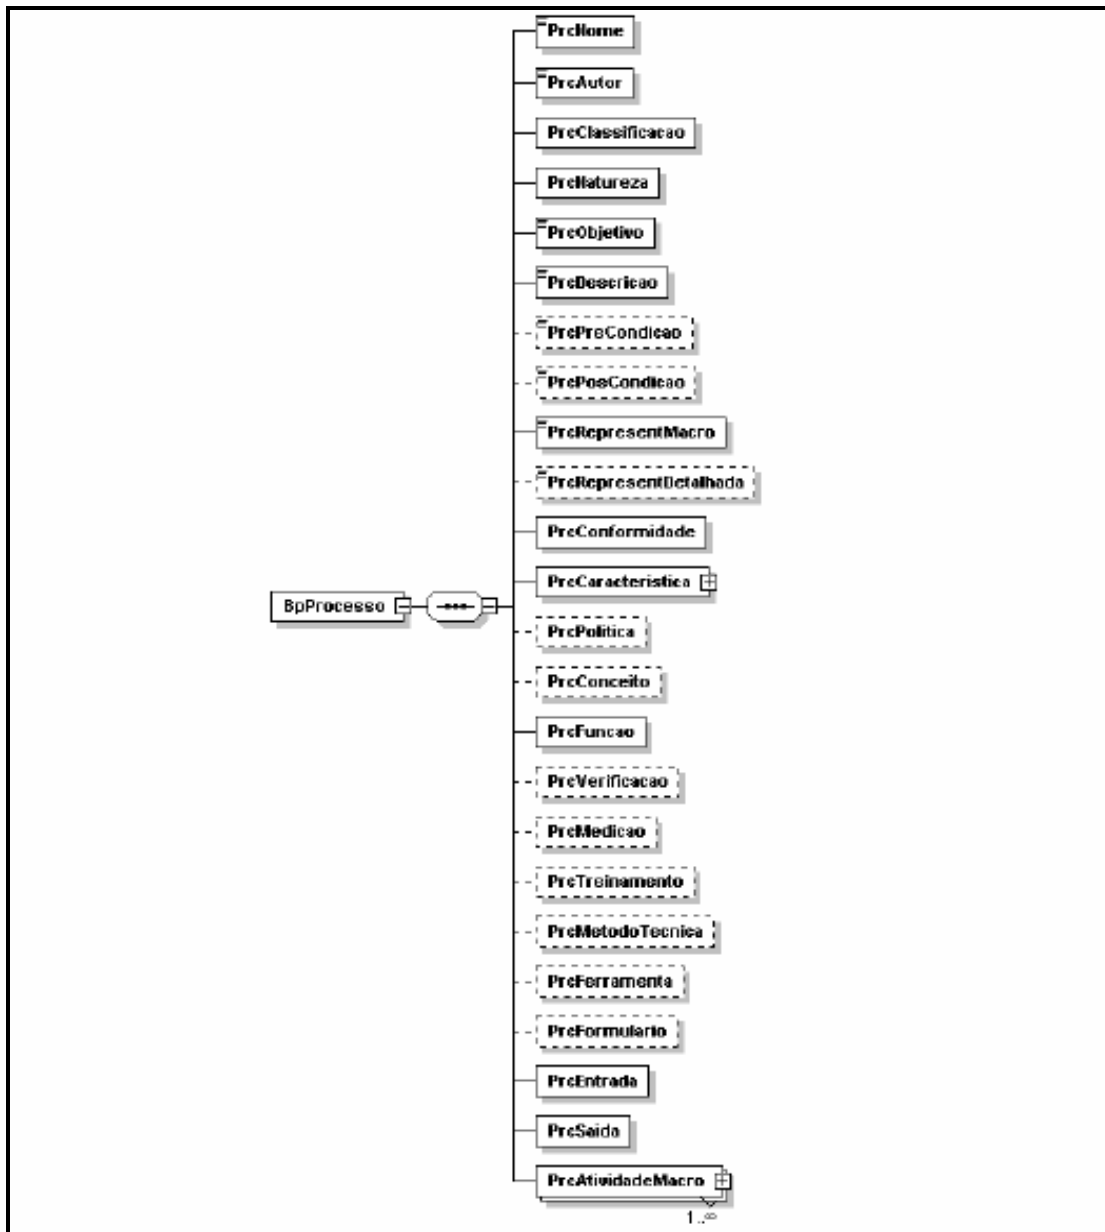 PrcNome
PrcAutor
PrcClassificacao
PrcNatureza
PrcObjetivo
PrcDescricao
PrcPreCondicao
PrcPosCondicao
PrcRepresentMacro
PrcRepresentDetalhada
PrcConformidade
PrcCaracteristica
BpProcesso
PrcPolitica
PrcConceito
PrcFuncao
PrcVerificacao
PrcMedicao
PrcTreinamento
PrcMetodoTecnica
PrcFerramenta
PrcFormulario
PrcEntrada
PrcSaida
PrcAtividadeMacro
1..∞